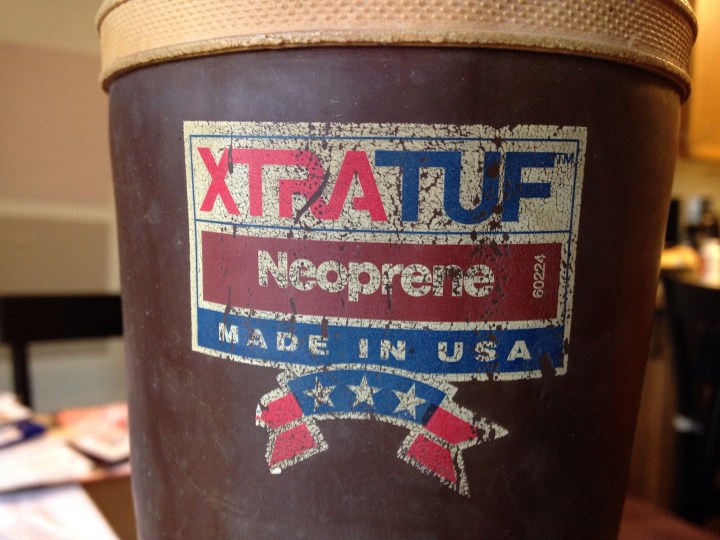 XTRATUF™
Neoprene
60224
MADE IN USA